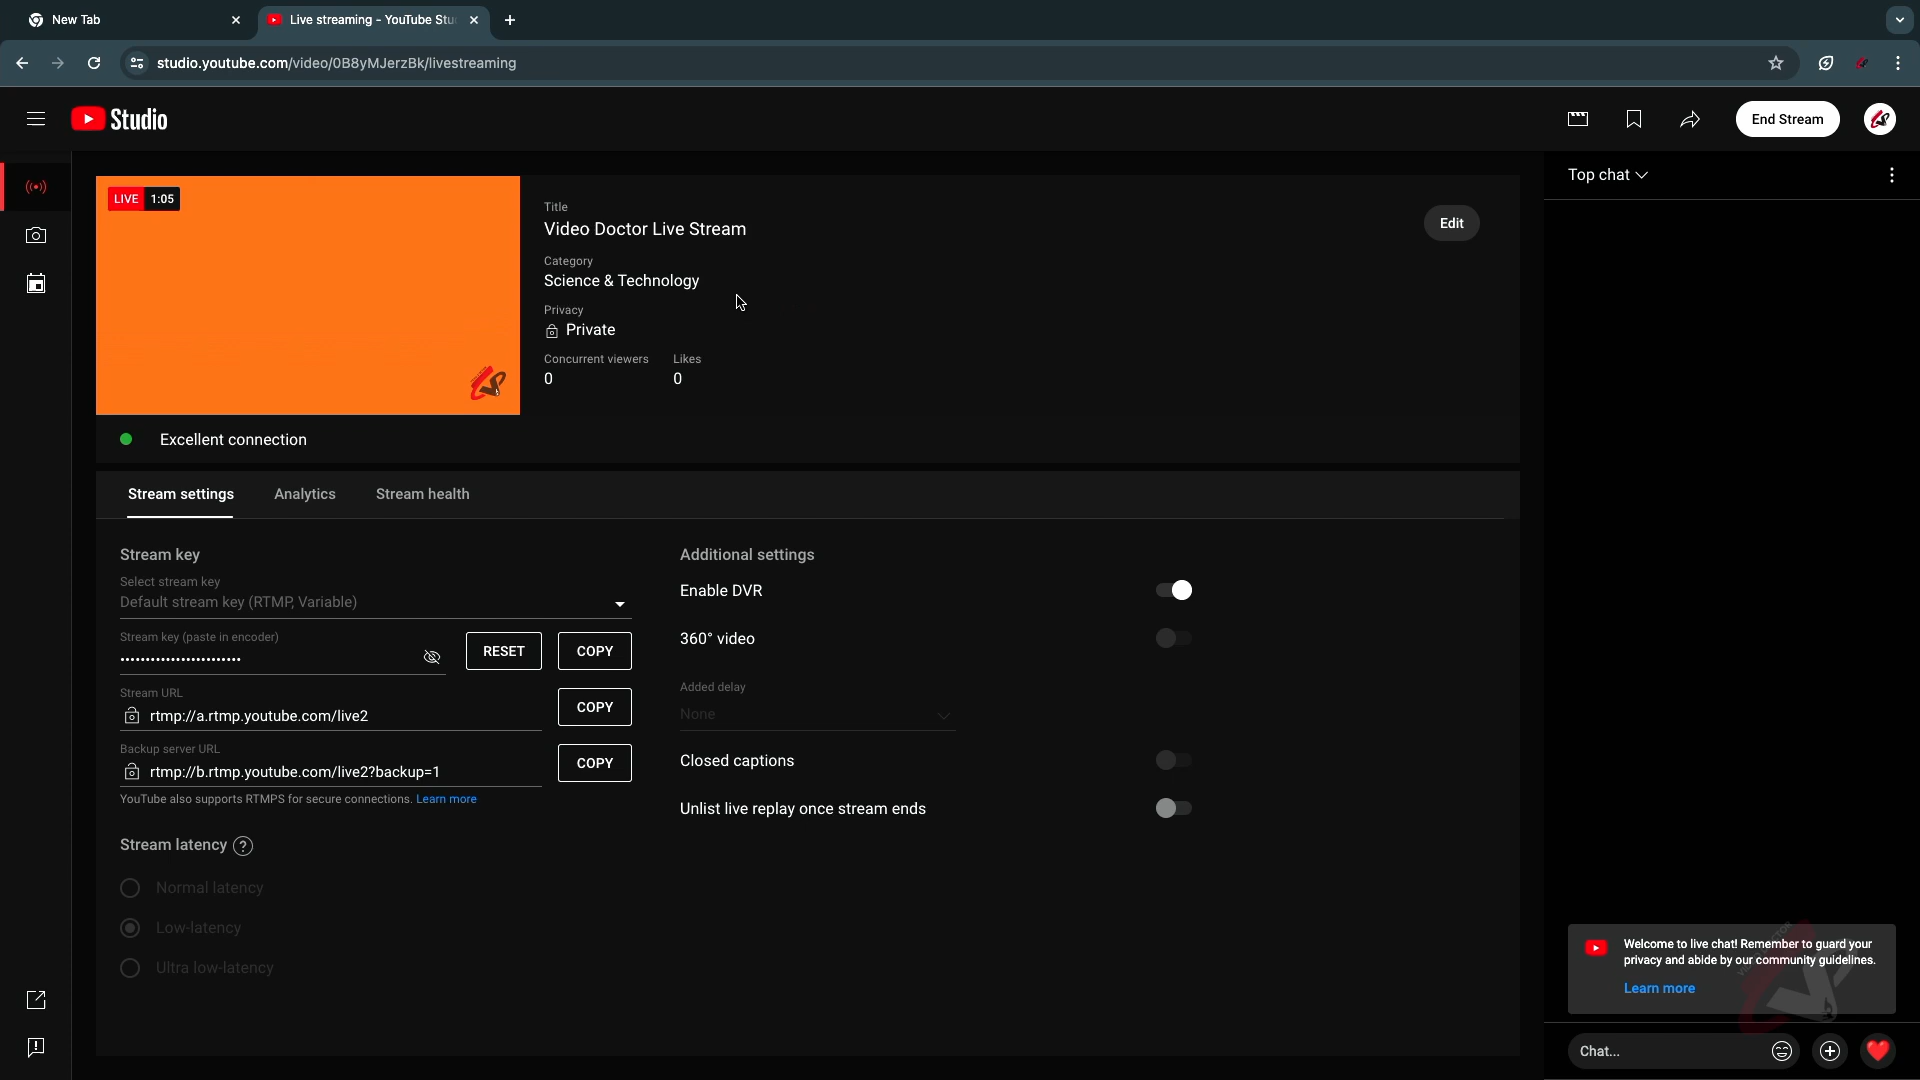 New Tab
Live streaming - YouTube Stu
studio.youtube.com/video/0B8yMJerzBk/livestreaming
Studio
End Stream
LIVE 1:05
Title
Video Doctor Live Stream
Edit
Category
Science & Technology
Privacy
Private
Concurrent viewers Likes
0 0
Excellent connection
Top chat
Stream settings Analytics Stream health
Stream key
Select stream key
Default stream key (RTMP, Variable)
Stream key (paste in encoder)
••••••••••••••••••••••••
RESET COPY
Stream URL
rtmp://a.rtmp.youtube.com/live2
COPY
Backup server URL
rtmp://b.rtmp.youtube.com/live2?backup=1
COPY
YouTube also supports RTMPS for secure connections. Learn more
Stream latency ?
Normal latency
Low-latency
Ultra low-latency
Additional settings
Enable DVR
360° video
Added delay
None
Closed captions
Unlist live replay once stream ends
Welcome to live chat! Remember to guard your
privacy and abide by our community guidelines.
Learn more
Chat...